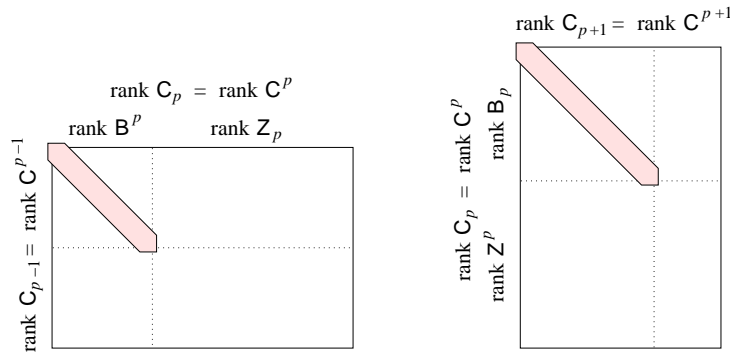 rank C_p = rank C^p
rank B^p rank Z_p
rank C_{p−1} = rank C^{p−1}
rank C_{p+1} = rank C^{p+1}
rank C_p = rank C^p
rank Z^p rank B_p